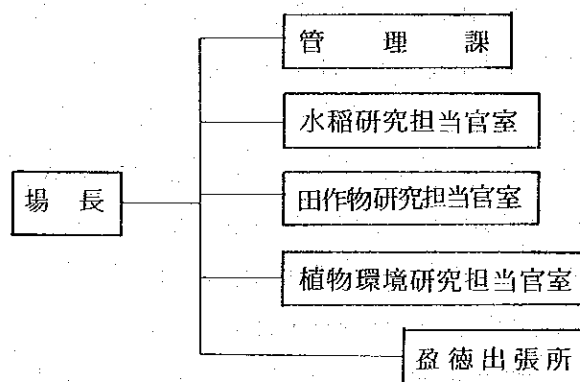 管理課
水稲研究担当官室
場長
田作物研究担当官室
植物環境研究担当官室
盈徳出張所